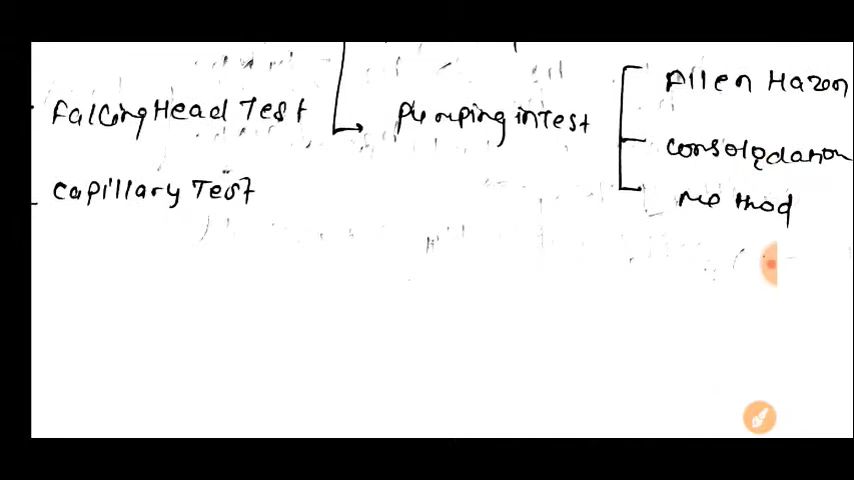 Falling Head Test
Pumping in Test
Allen Hazen
Consolidation
Method
Capillary Test